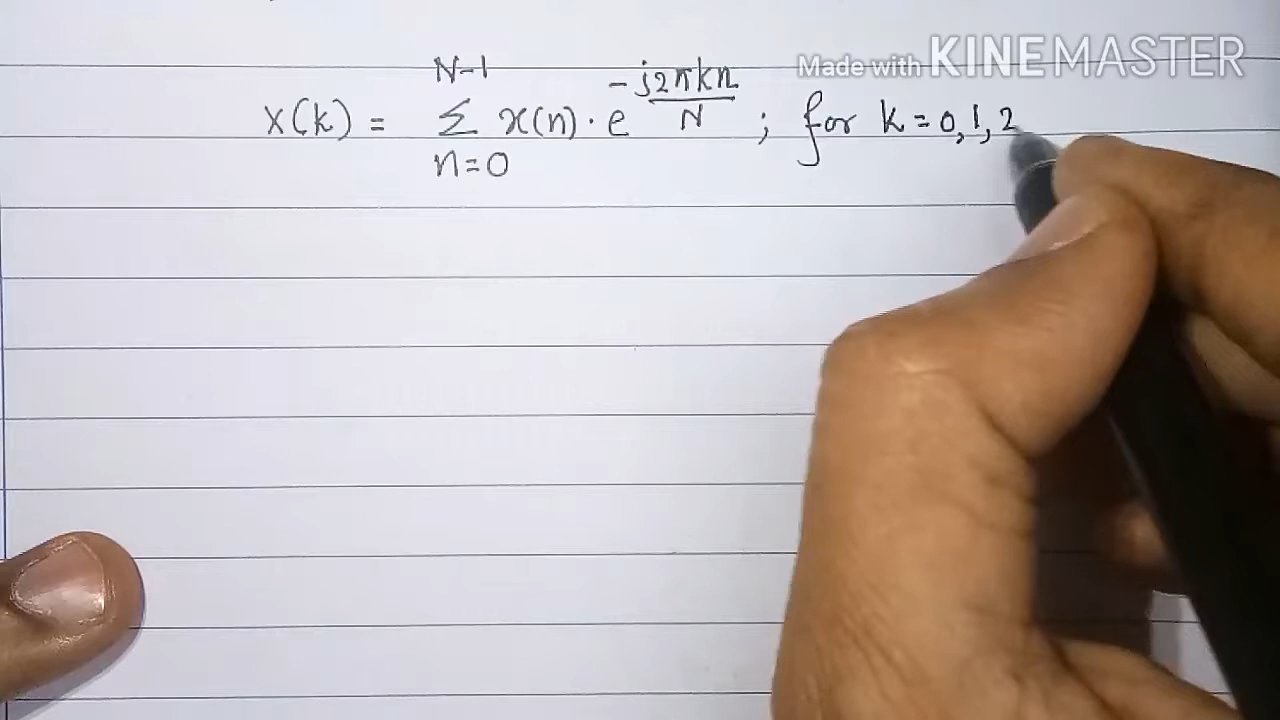 Made with KINEMASTER
X(k) = N-1 Σ n=0 x(n) · e -j2πkn/N ; for k = 0, 1, 2